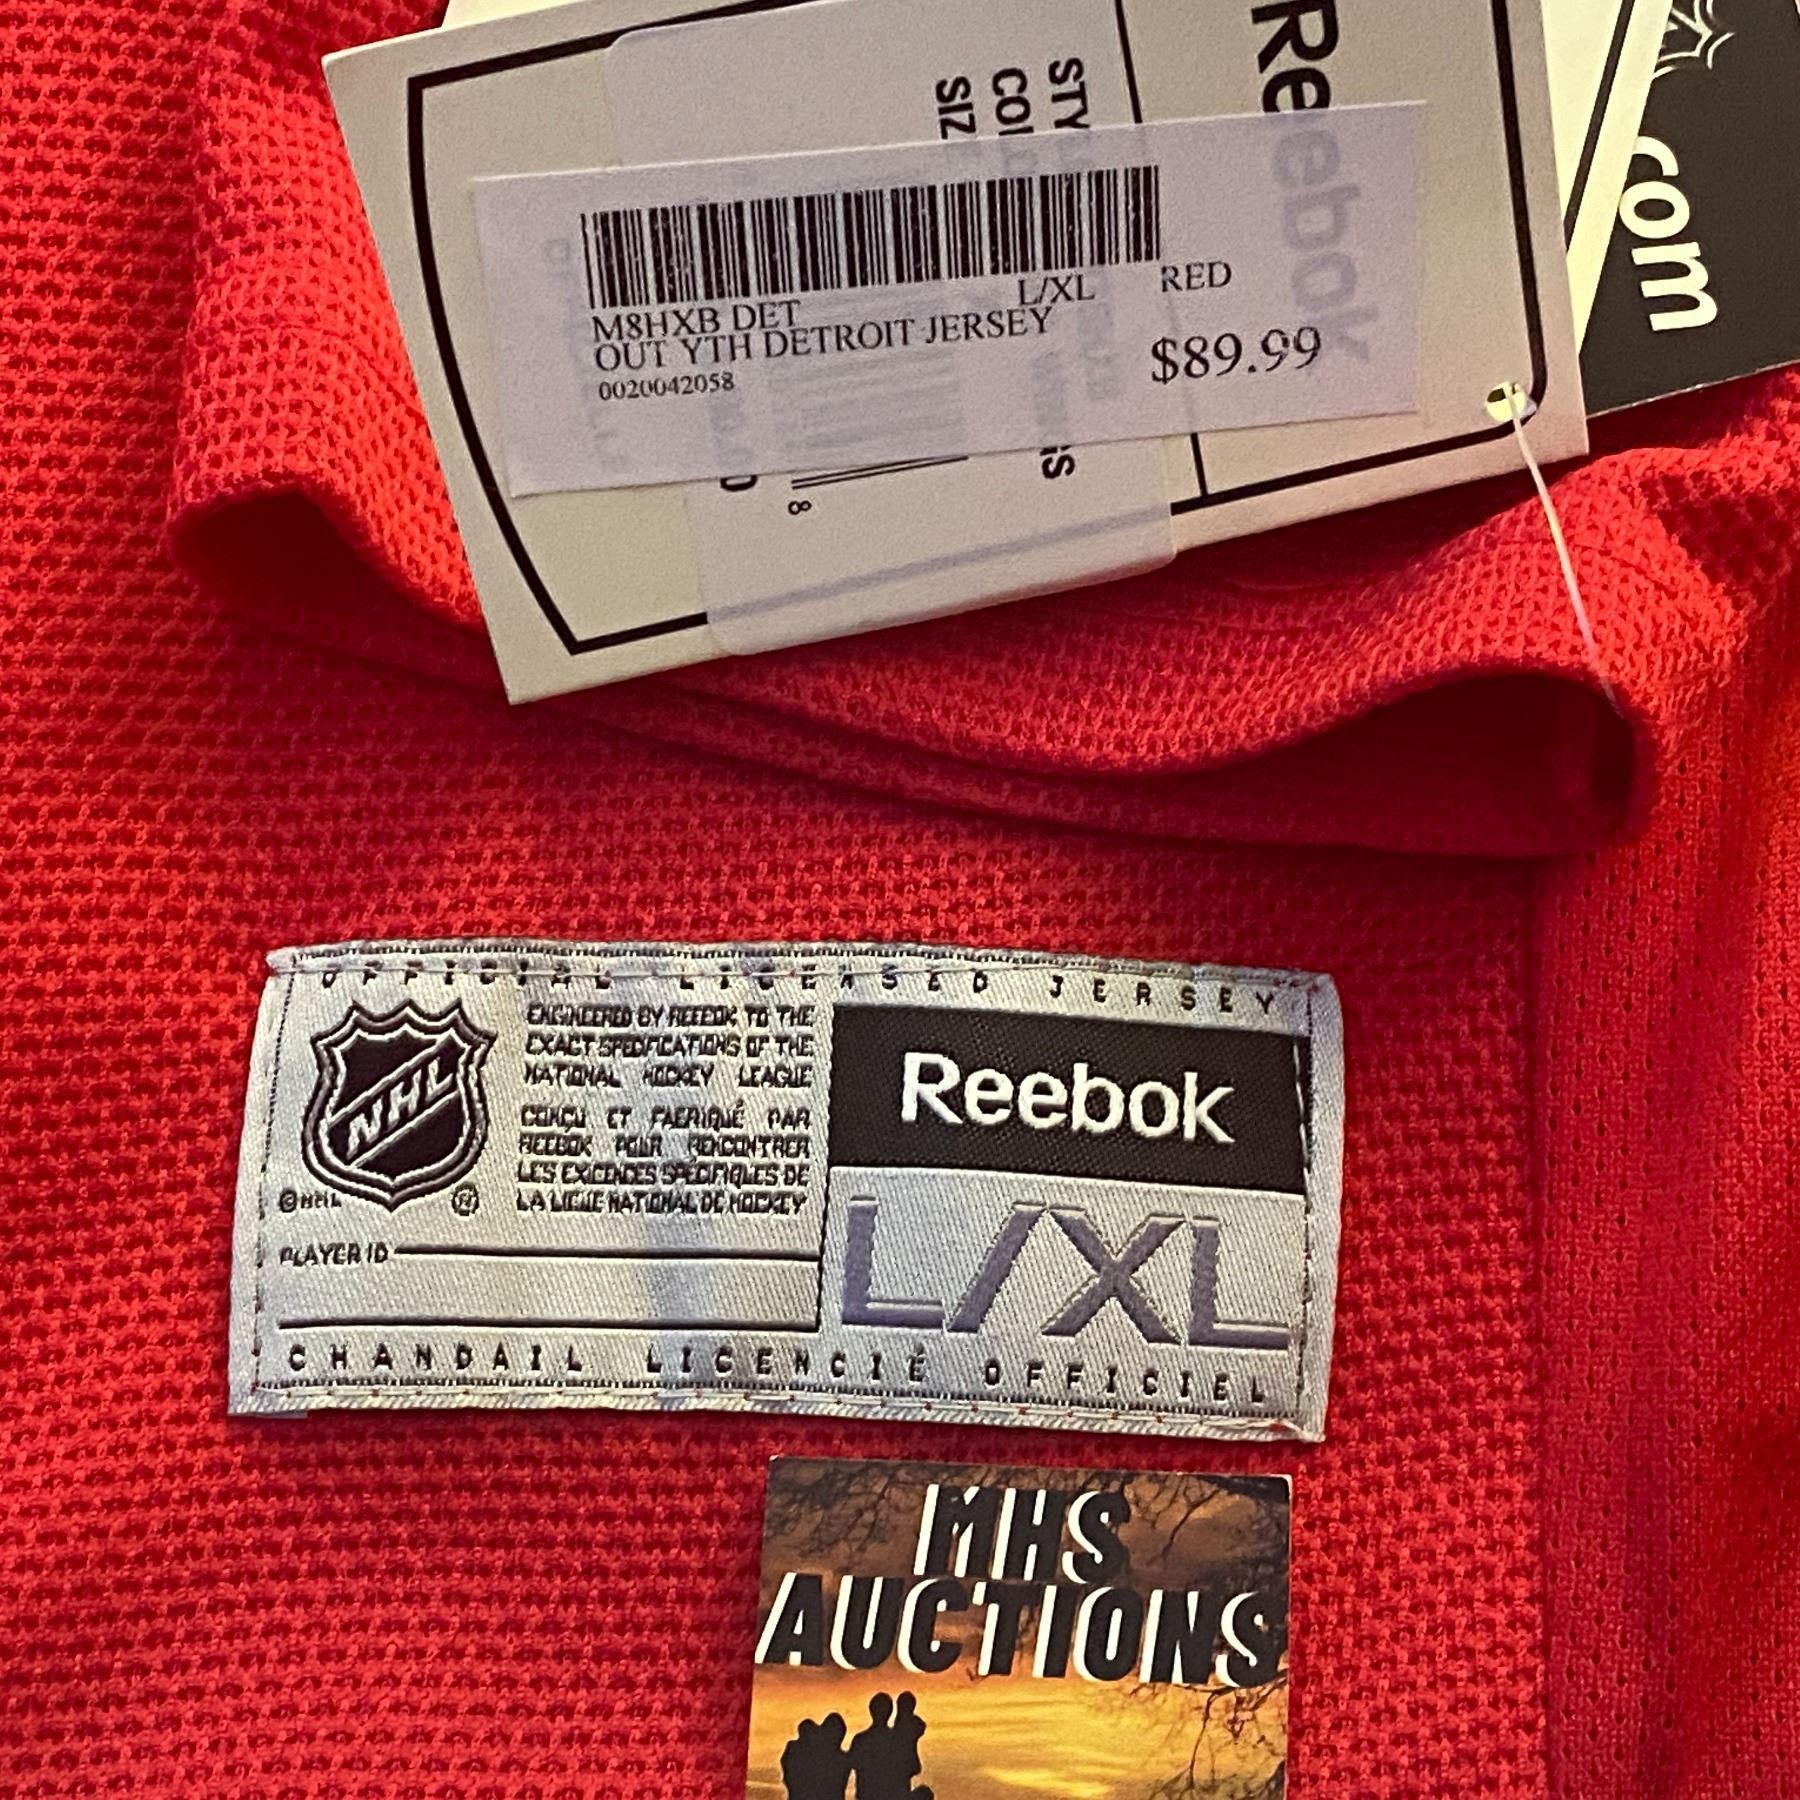 Reebok
STY
COL
SIZ
com
L/XL RED
M8HXB DET
OUT YTH DETROIT JERSEY
$89.99
0020042058
8
OFFICIAL LICENSED JERSEY
NHL
ENGINEERED BY REEBOK TO THE
EXACT SPECIFICATIONS OF THE
NATIONAL HOCKEY LEAGUE
CONÇU ET FABRIQUÉ PAR
REEBOK POUR RENCONTRER
LES EXIGENCES SPÉCIFIQUES DE
LA LIGUE NATIONAL DE HOCKEY
©NHL ®
PLAYER ID
Reebok
L/XL
CHANDAIL LICENCIÉ OFFICIEL
MHS
AUCTIONS